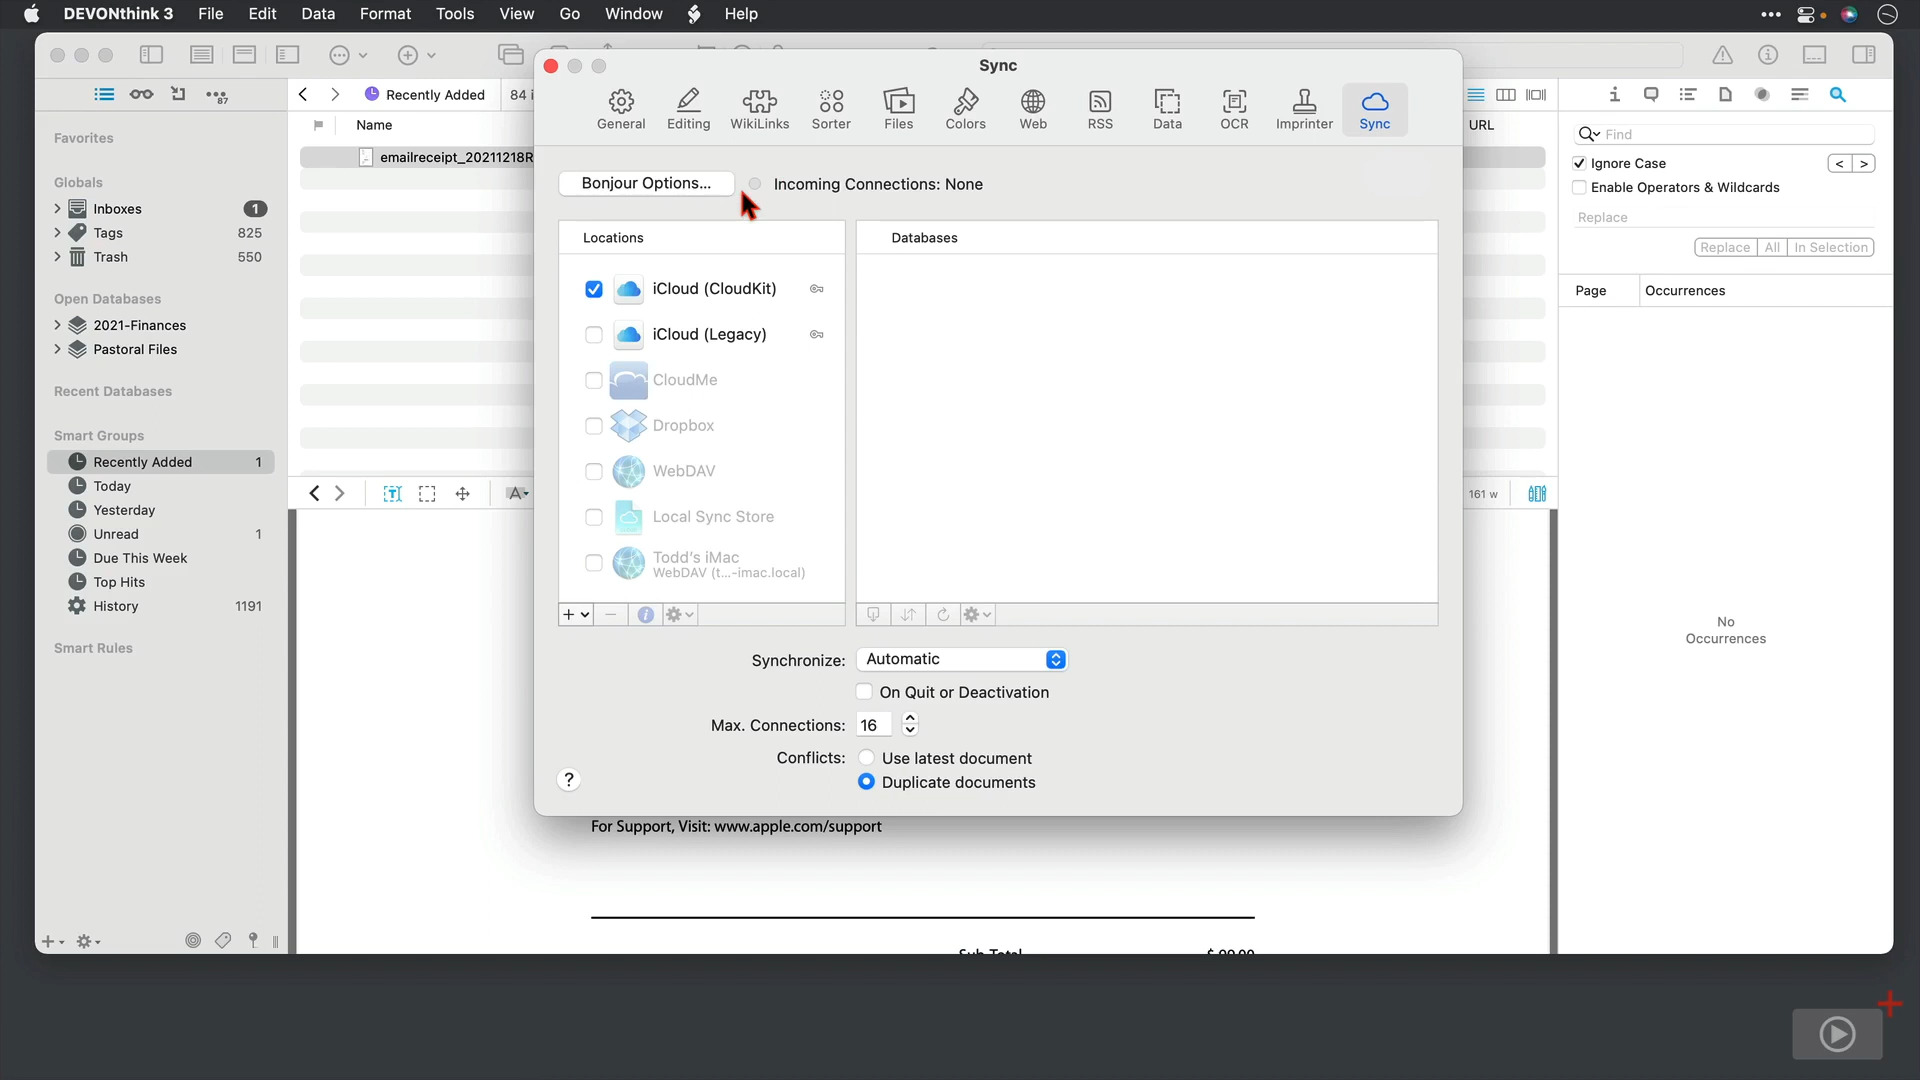 DEVONthink 3 File Edit Data Format Tools View Go Window Help
Sync
General Editing WikiLinks Sorter Files Colors Web RSS Data OCR Imprinter Sync
87
Recently Added
84 i
Name
URL
emailreceipt_20211218R
Favorites
Globals
Inboxes 1
Tags 825
Trash 550
Open Databases
2021-Finances
Pastoral Files
Recent Databases
Smart Groups
Recently Added 1
Today
Yesterday
Unread 1
Due This Week
Top Hits
History 1191
Smart Rules
Bonjour Options...
Incoming Connections: None
Locations
Databases
iCloud (CloudKit)
iCloud (Legacy)
CloudMe
Dropbox
WebDAV
Local Sync Store
Todd's iMac
WebDAV (t...-imac.local)
Synchronize: Automatic
On Quit or Deactivation
Max. Connections: 16
Conflicts: Use latest document
Duplicate documents
?
Find
Ignore Case < >
Enable Operators & Wildcards
Replace
Replace All In Selection
Page Occurrences
161 w
No
Occurrences
For Support, Visit: www.apple.com/support
Sub Total